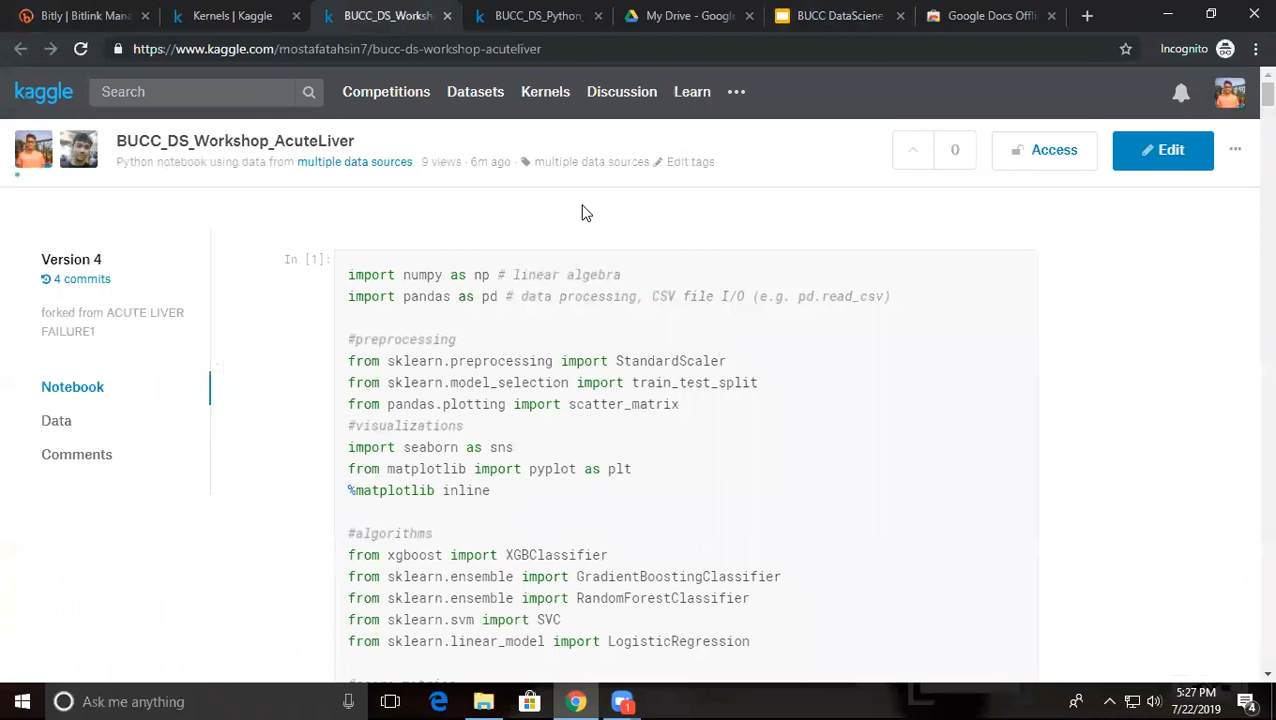 Bitly | Bitlink Mana
Kernels | Kaggle
BUCC_DS_Worksh
BUCC_DS_Python_
My Drive - Google
BUCC DataScienc
Google Docs Offli
https://www.kaggle.com/mostafatahsin7/bucc-ds-workshop-acuteliver
Incognito
kaggle
Search
Competitions
Datasets
Kernels
Discussion
Learn
BUCC_DS_Workshop_AcuteLiver
Python notebook using data from multiple data sources 9 views · 6m ago · multiple data sources Edit tags
0
Access
Edit
Version 4
4 commits
forked from ACUTE LIVER
FAILURE1
Notebook
Data
Comments
In [1]:
import numpy as np # linear algebra
import pandas as pd # data processing, CSV file I/O (e.g. pd.read_csv)
#preprocessing
from sklearn.preprocessing import StandardScaler
from sklearn.model_selection import train_test_split
from pandas.plotting import scatter_matrix
#visualizations
import seaborn as sns
from matplotlib import pyplot as plt
%matplotlib inline
#algorithms
from xgboost import XGBClassifier
from sklearn.ensemble import GradientBoostingClassifier
from sklearn.ensemble import RandomForestClassifier
from sklearn.svm import SVC
from sklearn.linear_model import LogisticRegression
Ask me anything
1
5:27 PM
7/22/2019
4